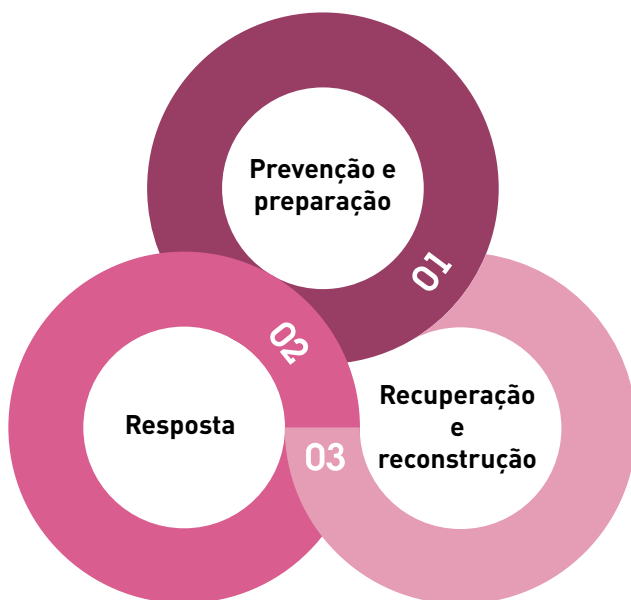 Prevenção e
preparação
01
02
Resposta
Recuperação
e
reconstrução
03